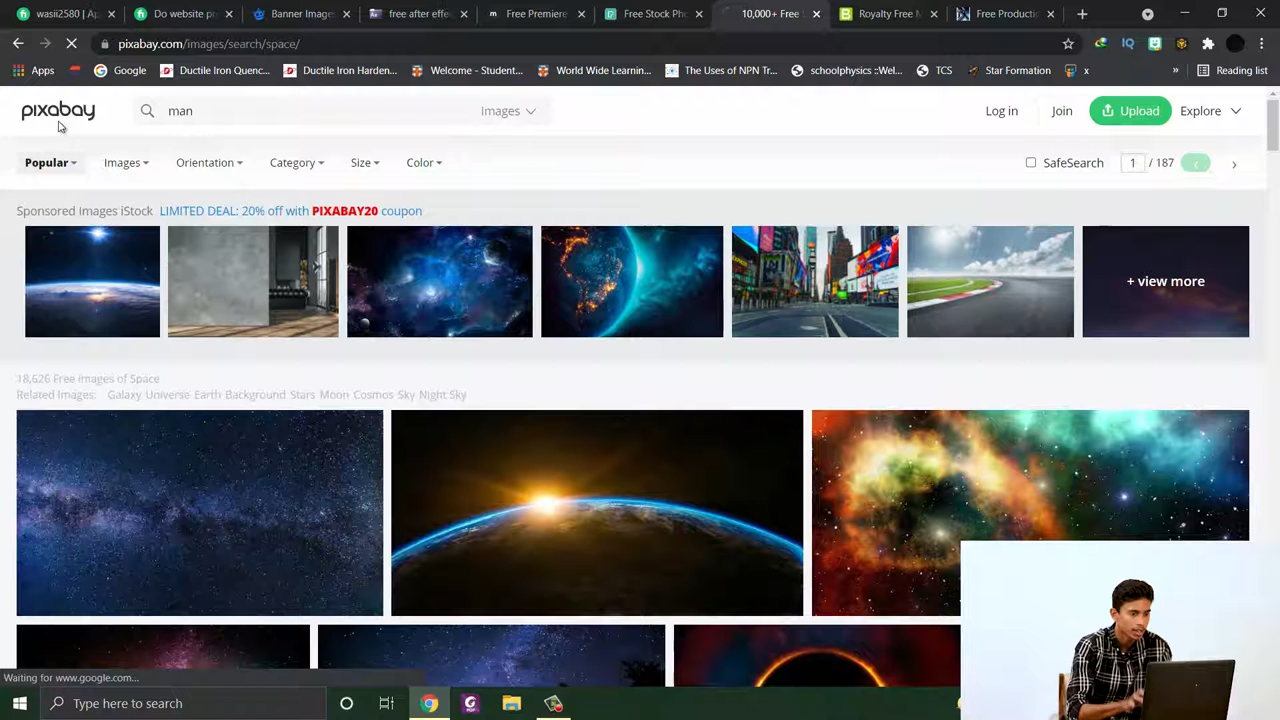 wasii2580 | A
Do website pi
Banner Image
free after effec
Free Premiere
Free Stock Ph
10,000+ Free
Royalty Free M
Free Productio
pixabay.com/images/search/space/
Apps
Google
Ductile Iron Quenc...
Ductile Iron Harden...
Welcome - Student...
World Wide Learnin...
The Uses of NPN Tr...
schoolphysics ::Wel...
TCS
Star Formation
x
»
Reading list
pixabay
man
Images
Log in
Join
Upload
Explore
Popular
Images
Orientation
Category
Size
Color
SafeSearch
1 / 187
Sponsored Images iStock LIMITED DEAL: 20% off with PIXABAY20 coupon
+ view more
18,626 Free images of Space
Related Images: Galaxy Universe Earth Background Stars Moon Cosmos Sky Night Sky
Waiting for www.google.com...
Type here to search